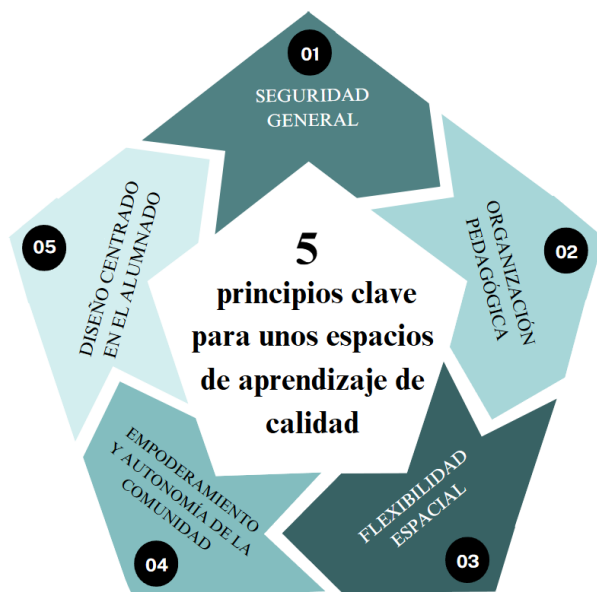 01
SEGURIDAD
GENERAL
02
ORGANIZACIÓN
PEDAGÓGICA
03
FLEXIBILIDAD
ESPACIAL
04
EMPODERAMIENTO
Y AUTONOMÍA DE LA
COMUNIDAD
05
DISEÑO CENTRADO
EN EL ALUMNADO
5
principios clave
para unos espacios
de aprendizaje de
calidad